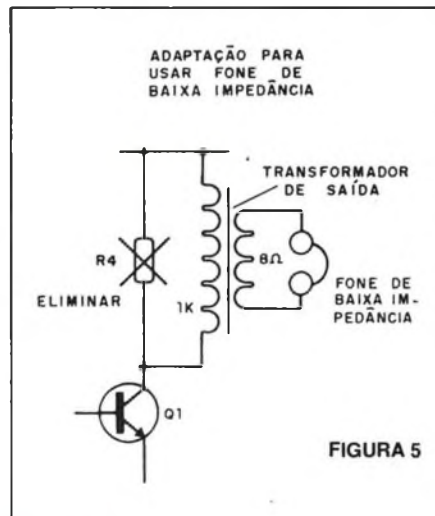 ADAPTAÇÃO PARA
USAR FONE DE
BAIXA IMPEDÂNCIA
TRANSFORMADOR
DE SAÍDA
R4
ELIMINAR
1K
8Ω
FONE DE
BAIXA IM-
PEDÂNCIA
Q1
FIGURA 5